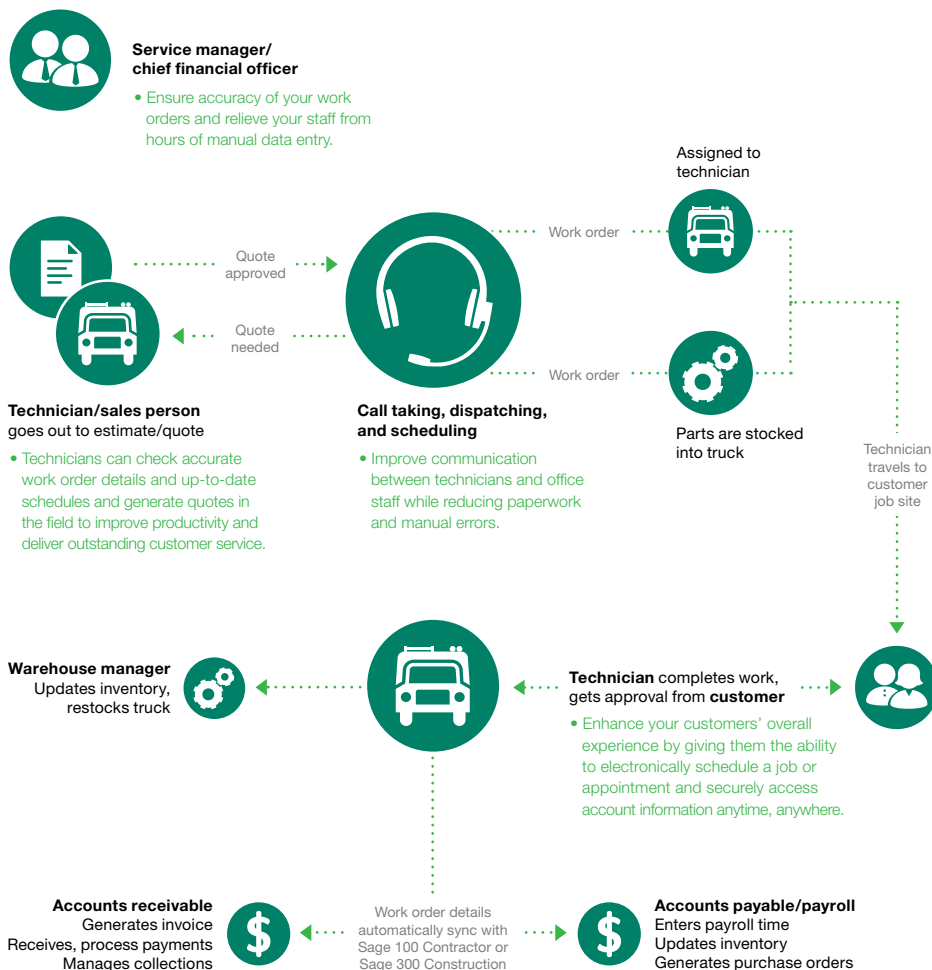 Service manager/
chief financial officer
• Ensure accuracy of your work
orders and relieve your staff from
hours of manual data entry.
Assigned to
technician
Work order
Quote
approved
Quote
needed
Work order
Technician/sales person
goes out to estimate/quote
• Technicians can check accurate
work order details and up-to-date
schedules and generate quotes in
the field to improve productivity and
deliver outstanding customer service.
Call taking, dispatching,
and scheduling
• Improve communication
between technicians and office
staff while reducing paperwork
and manual errors.
Parts are stocked
into truck
Technician
travels to
customer
job site
Warehouse manager
Updates inventory,
restocks truck
Technician completes work,
gets approval from customer
• Enhance your customers' overall
experience by giving them the ability
to electronically schedule a job or
appointment and securely access
account information anytime, anywhere.
Accounts receivable
Generates invoice
Receives, process payments
Manages collections
$
Work order details
automatically sync with
Sage 100 Contractor or
Sage 300 Construction
$
Accounts payable/payroll
Enters payroll time
Updates inventory
Generates purchase orders